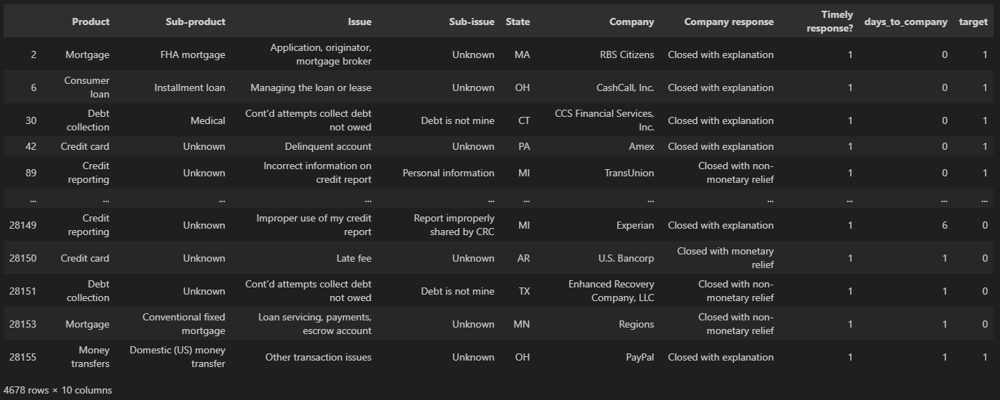 Product Sub-product Issue Sub-issue State Company Company response Timely response? days_to_company target
2 Mortgage FHA mortgage Application, originator, mortgage broker Unknown MA RBS Citizens Closed with explanation 1 0 1
6 Consumer loan Installment loan Managing the loan or lease Unknown OH CashCall, Inc. Closed with explanation 1 0 1
30 Debt collection Medical Cont'd attempts collect debt not owed Debt is not mine CT CCS Financial Services, Inc. Closed with explanation 1 0 1
42 Credit card Unknown Delinquent account Unknown PA Amex Closed with explanation 1 0 1
89 Credit reporting Unknown Incorrect information on credit report Personal information MI TransUnion Closed with non-monetary relief 1 0 1
... ... ... ... ... ... ... ... ... ... ...
28149 Credit reporting Unknown Improper use of my credit report Report improperly shared by CRC MI Experian Closed with explanation 1 6 0
28150 Credit card Unknown Late fee Unknown AR U.S. Bancorp Closed with monetary relief 1 1 0
28151 Debt collection Unknown Cont'd attempts collect debt not owed Debt is not mine TX Enhanced Recovery Company, LLC Closed with non-monetary relief 1 1 0
28153 Mortgage Conventional fixed mortgage Loan servicing, payments, escrow account Unknown MN Regions Closed with non-monetary relief 1 1 0
28155 Money transfers Domestic (US) money transfer Other transaction issues Unknown OH PayPal Closed with explanation 1 1 1
4678 rows × 10 columns